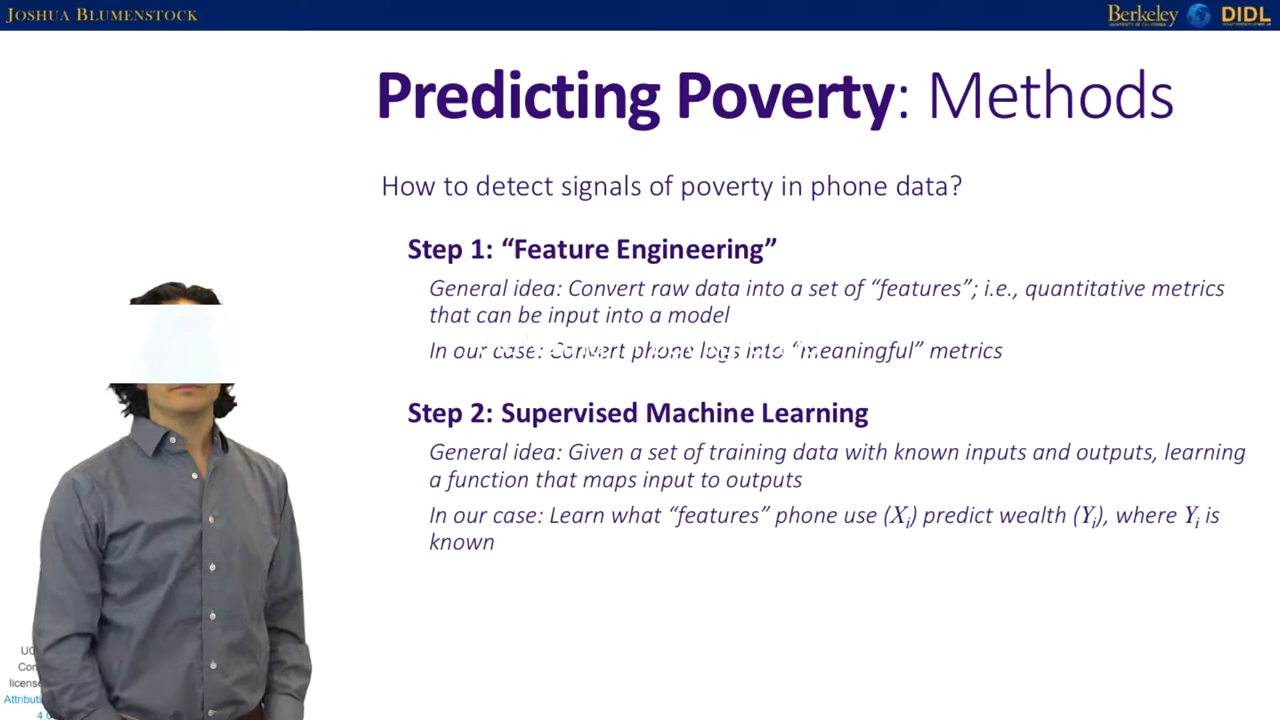 JOSHUA BLUMENSTOCK
Berkeley
DIDL
Predicting Poverty: Methods
How to detect signals of poverty in phone data?
Step 1: “Feature Engineering”
General idea: Convert raw data into a set of “features”; i.e., quantitative metrics
that can be input into a model
In our case: Convert phone logs into “meaningful” metrics
Step 2: Supervised Machine Learning
General idea: Given a set of training data with known inputs and outputs, learning
a function that maps input to outputs
In our case: Learn what “features” phone use (Xi) predict wealth (Yi), where Yi is
known